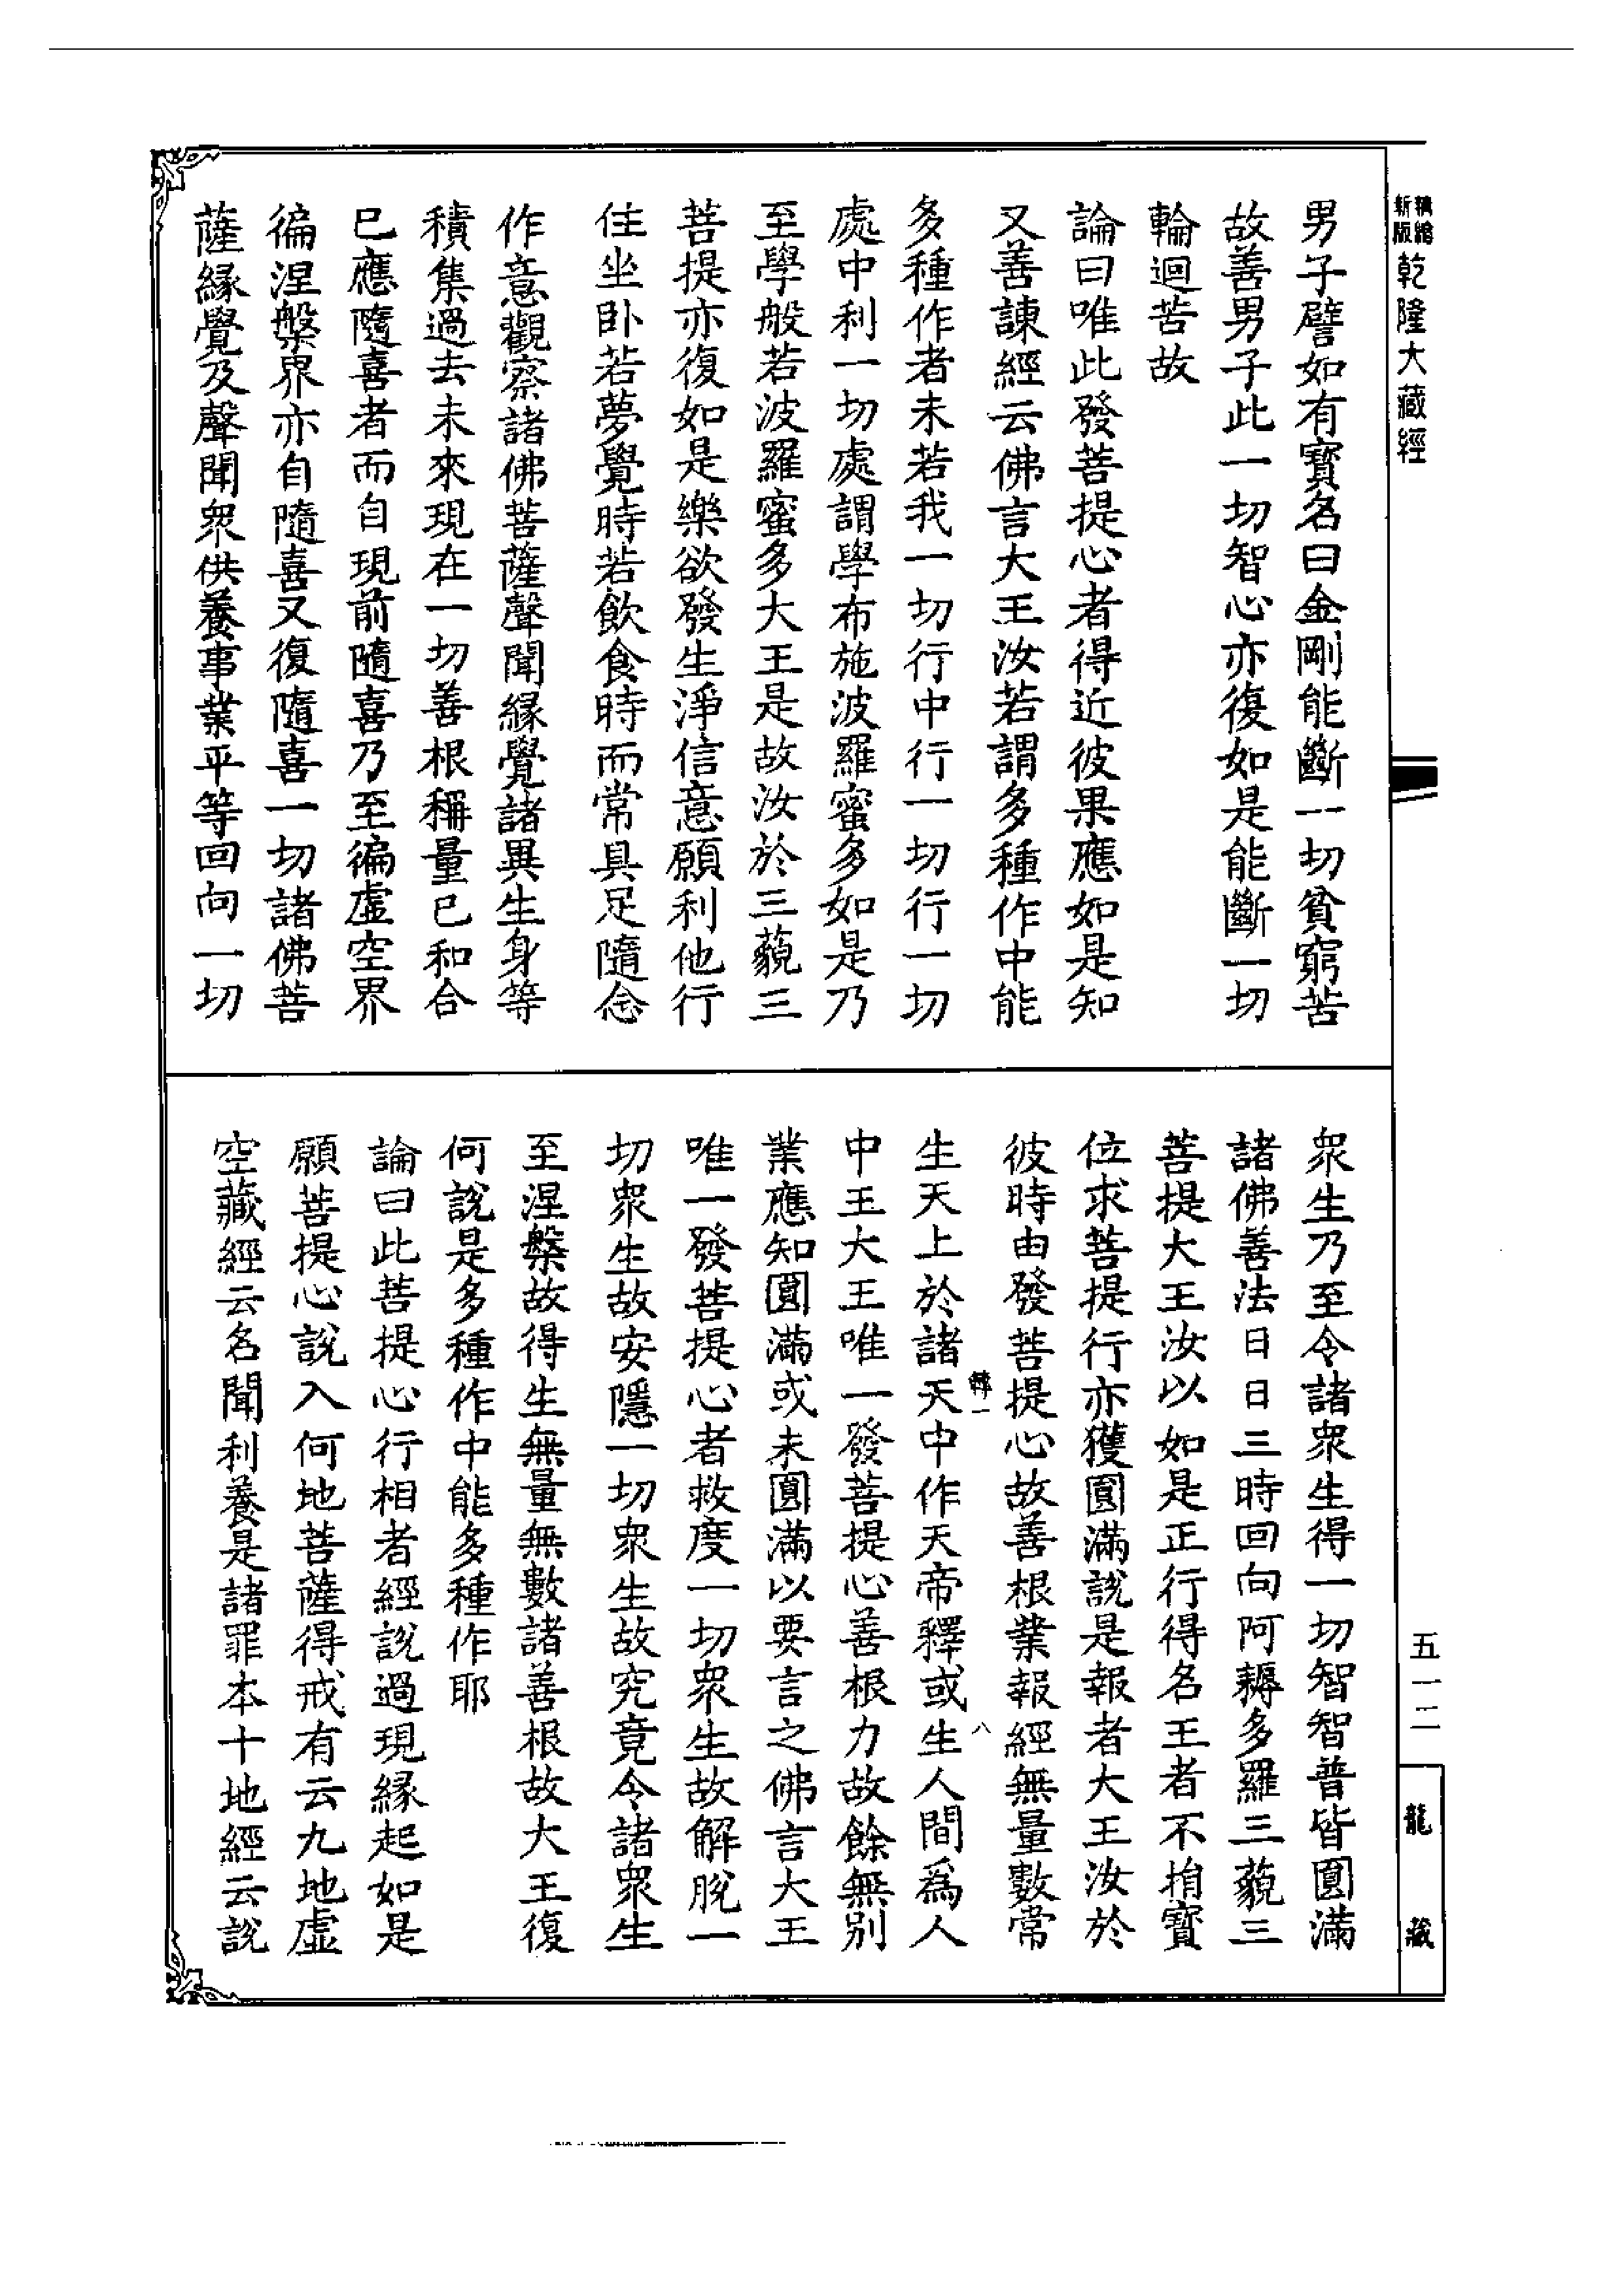 精繪新版乾隆大藏經
男子譬如有寳名曰金剛能斷一切貧窮苦
故善男子此一切智心亦復如是能斷一切
輪迴苦故
論曰唯此發菩提心者得近彼果應如是知
又善諫經云佛言大王汝若謂多種作中能
多種作者未若我一切行中行一切行一切
處中利一切處謂學布施波羅蜜多如是乃
至學般若波羅蜜多大王是故汝於三藐三
菩提亦復如是樂欲發生淨信意願利他行
住坐卧若夢覺時若飲食時而常具足隨念
作意觀察諸佛菩薩聲聞緣覺諸異生身等
積集過去未來現在一切善根稱量已和合
已應隨喜者而自現前隨喜乃至徧虛空界
徧涅槃界亦自隨喜又復隨喜一切諸佛菩
薩緣覺及聲聞衆供養事業平等回向一切
衆生乃至令諸衆生得一切智智普皆圓滿
諸佛善法日日三時回向阿耨多羅三藐三
菩提大王汝以如是正行得名王者不捐寳
位求菩提行亦獲圓滿說是報者大王汝於
彼時由發菩提心故善根業報經無量數常
生天上於諸天中作天帝釋或生人間爲人
轉一
八
中王大王唯一發菩提心善根力故餘無別
業應知圓滿或未圓滿以要言之佛言大王
唯一發菩提心者救度一切衆生故解脫一
切衆生故安隱一切衆生故究竟令諸衆生
至涅槃故得生無量無數諸善根故大王復
何說是多種作中能多種作耶
論曰此菩提心行相者經說過現緣起如是
願菩提心說入何地菩薩得戒有云九地虛
空藏經云名聞利養是諸罪本十地經云說
五一二
龍藏